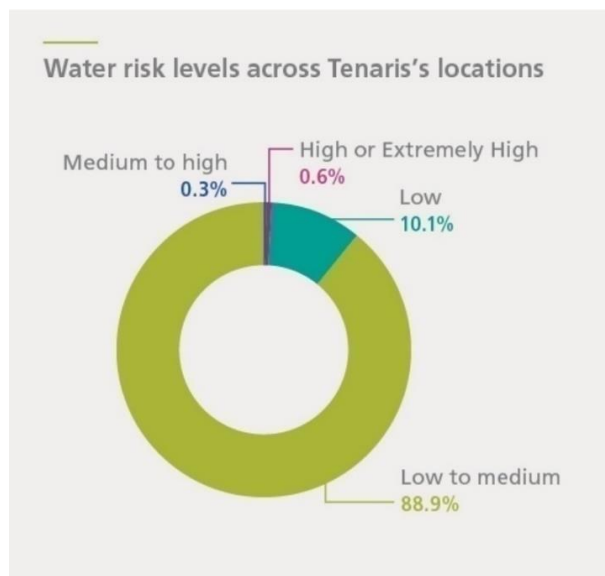 Water risk levels across Tenaris's locations
High or Extremely High
0.6%
Medium to high
0.3%
Low
10.1%
Low to medium
88.9%